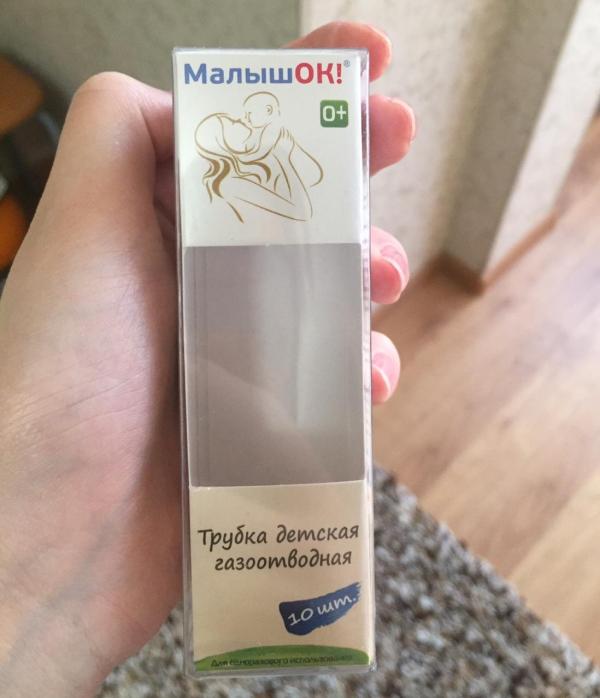 МалышОК!®
0+
Трубка детская
газоотводная
10 шт.
Для одноразового использования